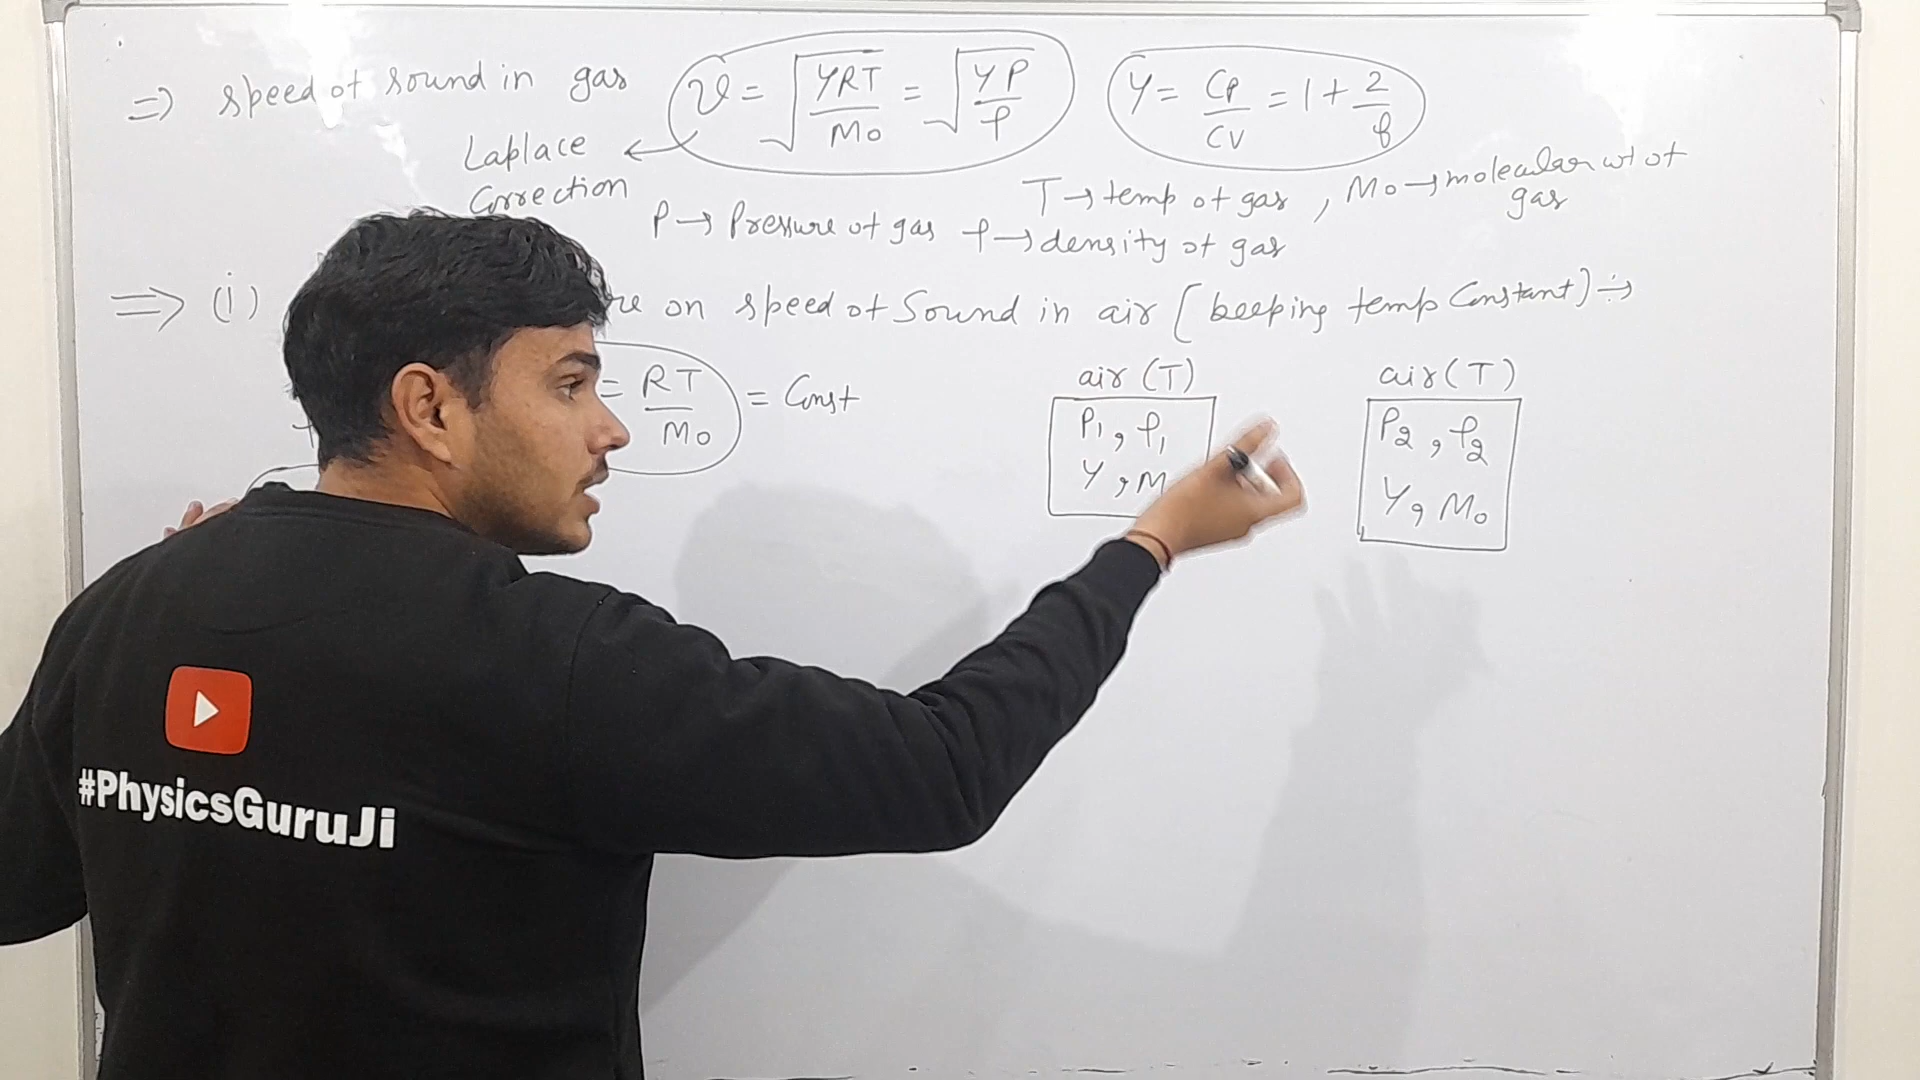 => speed of sound in gas v = √(γRT/M₀) = √(γP/ρ) γ = Cp/Cv = 1 + 2/f
Laplace Correction ←
T → temp of gas , M₀ → molecular wt of gas
P → Pressure of gas ρ → density of gas
=> (i) on speed of Sound in air [keeping temp Constant) :→
= RT/M₀ = Const
air (T)
P₁ , ρ₁
γ , M
air (T)
P₂ , ρ₂
γ , M₀
#PhysicsGuruJi